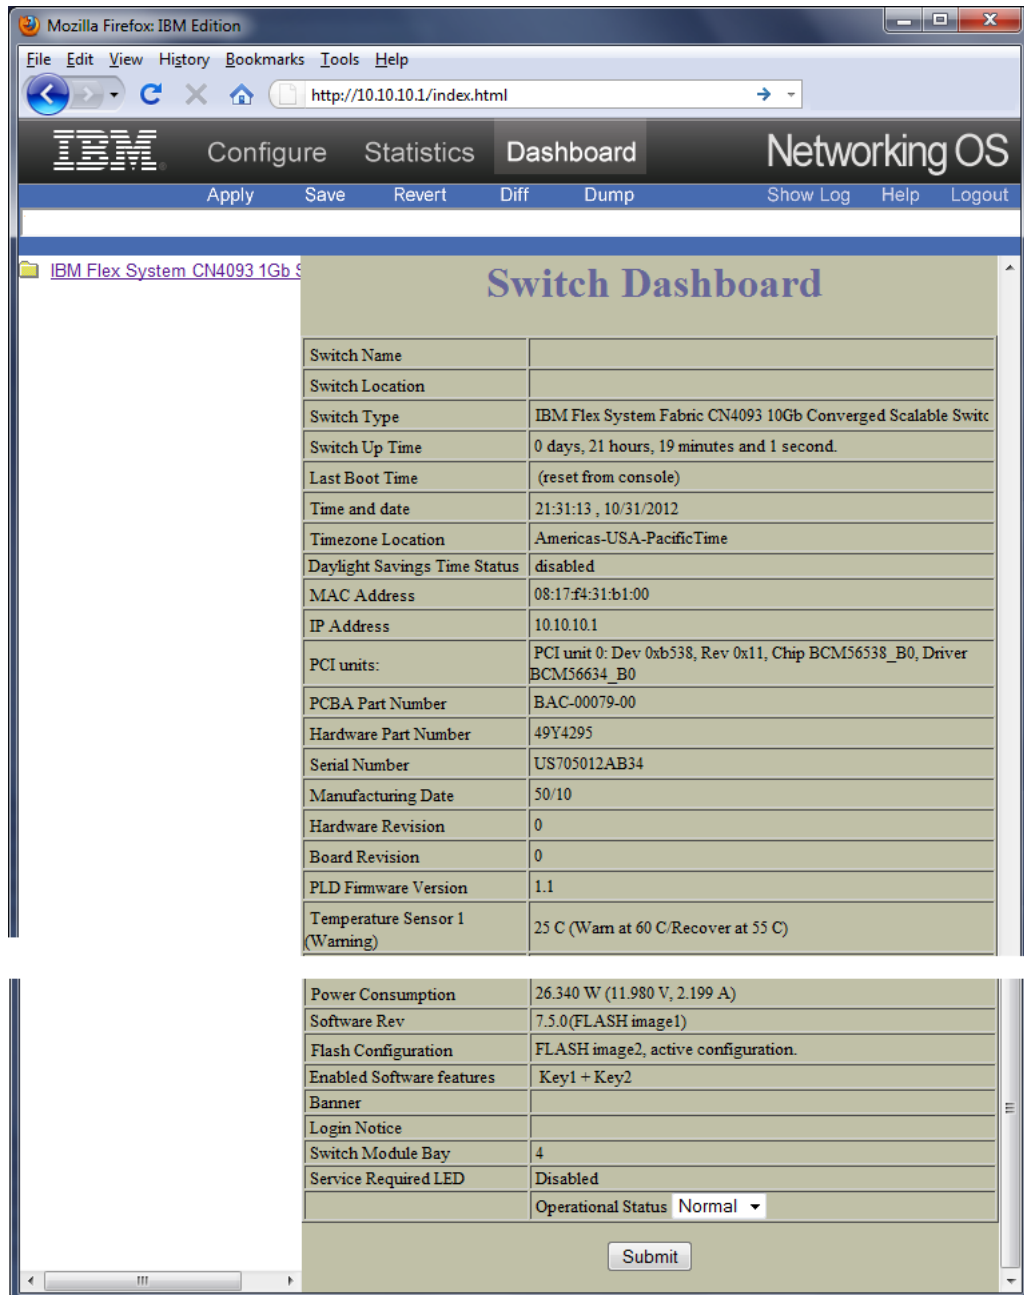 Mozilla Firefox: IBM Edition
File Edit View History Bookmarks Tools Help
http://10.10.10.1/index.html
IBM Configure Statistics Dashboard Networking OS
Apply Save Revert Diff Dump Show Log Help Logout
IBM Flex System CN4093 1Gb S
Switch Dashboard
Switch Name
Switch Location
Switch Type IBM Flex System Fabric CN4093 10Gb Converged Scalable Switc
Switch Up Time 0 days, 21 hours, 19 minutes and 1 second.
Last Boot Time (reset from console)
Time and date 21:31:13 , 10/31/2012
Timezone Location Americas-USA-PacificTime
Daylight Savings Time Status disabled
MAC Address 08:17:f4:31:b1:00
IP Address 10.10.10.1
PCI units: PCI unit 0: Dev 0xb538, Rev 0x11, Chip BCM56538_B0, Driver
BCM56634_B0
PCBA Part Number BAC-00079-00
Hardware Part Number 49Y4295
Serial Number US705012AB34
Manufacturing Date 50/10
Hardware Revision 0
Board Revision 0
PLD Firmware Version 1.1
Temperature Sensor 1
(Warning) 25 C (Warn at 60 C/Recover at 55 C)
Power Consumption 26.340 W (11.980 V, 2.199 A)
Software Rev 7.5.0(FLASH image1)
Flash Configuration FLASH image2, active configuration.
Enabled Software features Key1 + Key2
Banner
Login Notice
Switch Module Bay 4
Service Required LED Disabled
Operational Status Normal
Submit